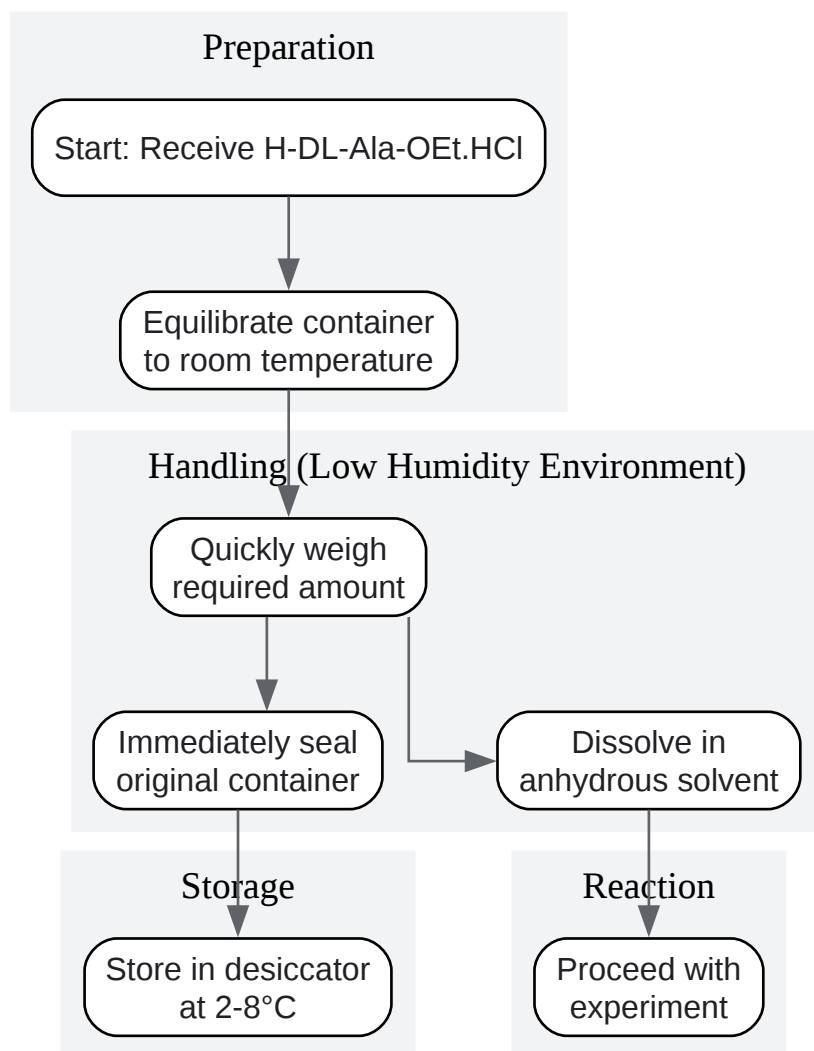 Preparation
Start: Receive H-DL-Ala-OEt.HCl
Equilibrate container
to room temperature
Handling (Low Humidity Environment)
Quickly weigh
required amount
Immediately seal
original container
Dissolve in
anhydrous solvent
Storage
Store in desiccator
at 2-8°C
Reaction
Proceed with
experiment